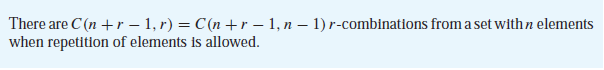 There are C(n + r − 1, r) = C(n + r − 1, n − 1) r-combinations from a set with n elements
when repetition of elements is allowed.